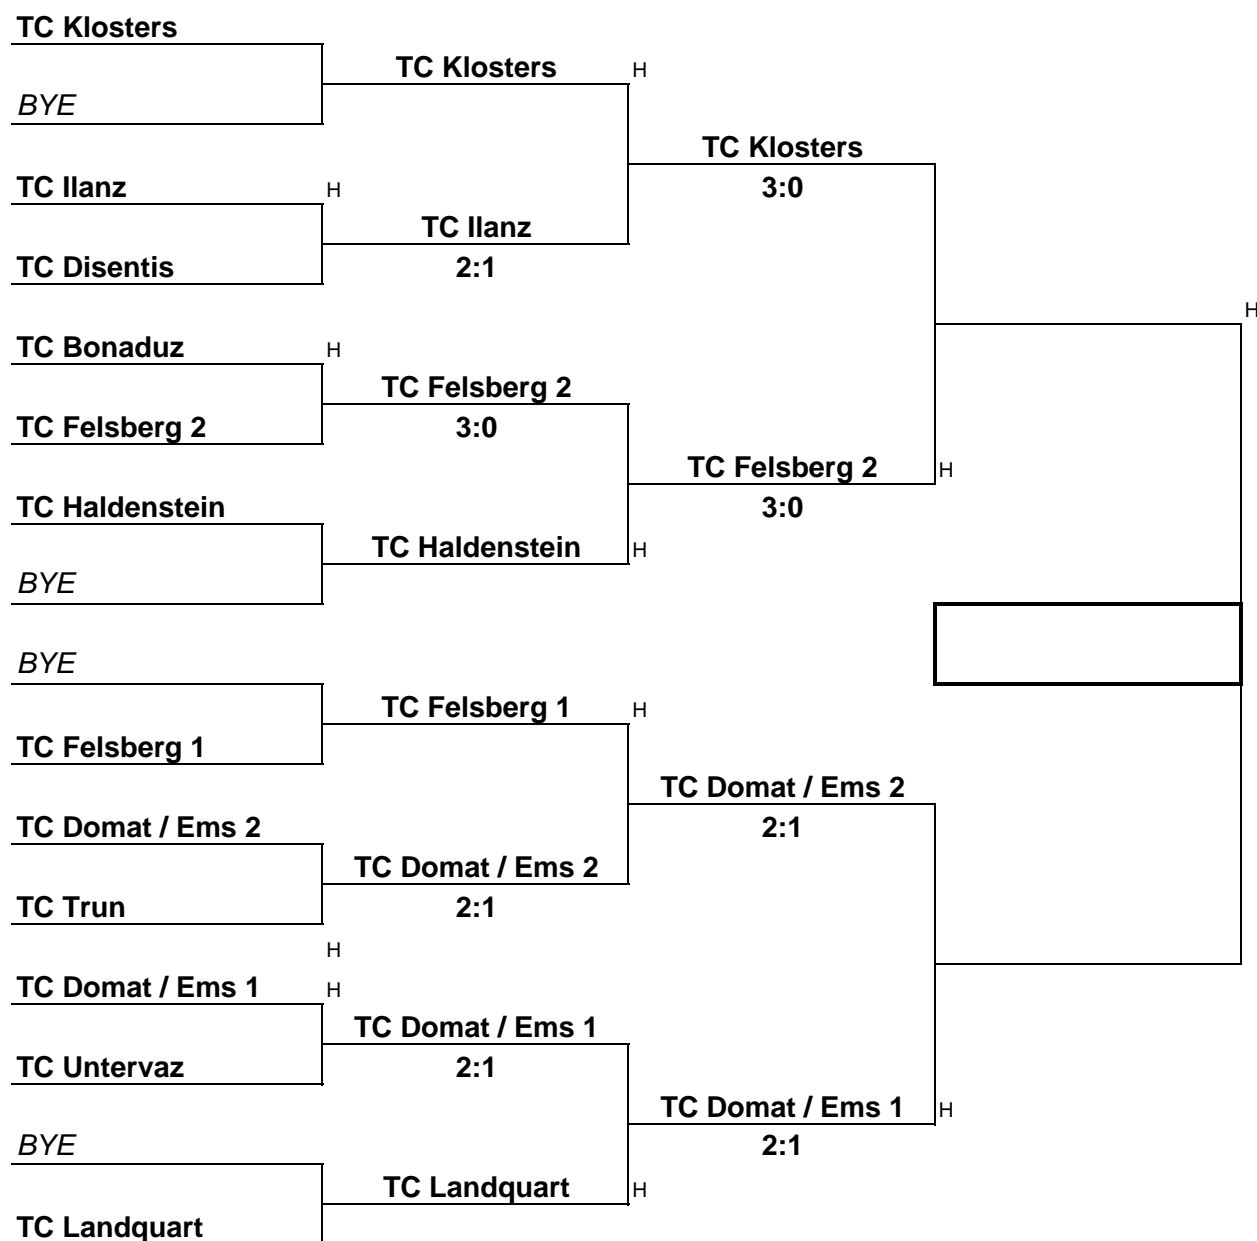 TC Klosters
TC Klosters H
BYE
TC Klosters
TC Ilanz H
3:0
TC Ilanz
TC Disentis
2:1
H
TC Bonaduz H
TC Felsberg 2
TC Felsberg 2
3:0
TC Felsberg 2 H
TC Haldenstein
3:0
TC Haldenstein H
BYE
BYE
TC Felsberg 1 H
TC Felsberg 1
TC Domat / Ems 2
TC Domat / Ems 2
2:1
TC Domat / Ems 2
TC Trun
2:1
H
TC Domat / Ems 1 H
TC Domat / Ems 1
TC Untervaz
2:1
TC Domat / Ems 1 H
BYE
2:1
TC Landquart H
TC Landquart